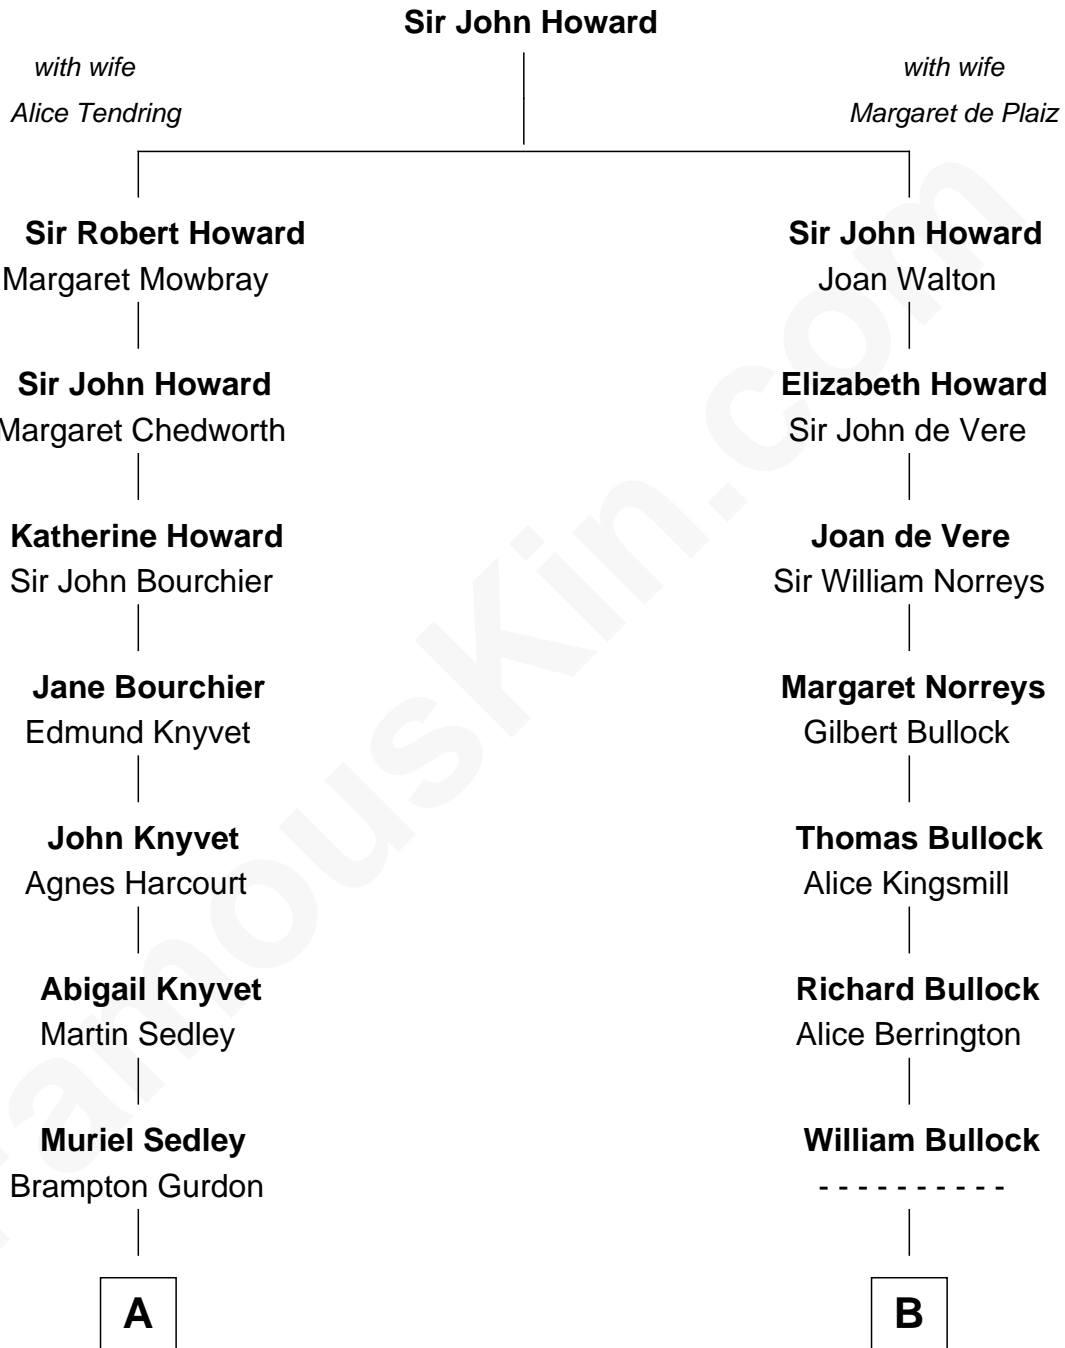 Sir John Howard
with wife
Alice Tendring
with wife
Margaret de Plaiz
Sir Robert Howard
Margaret Mowbray
Sir John Howard
Joan Walton
Sir John Howard
Margaret Chedworth
Elizabeth Howard
Sir John de Vere
Katherine Howard
Sir John Bourchier
Joan de Vere
Sir William Norreys
Jane Bourchier
Edmund Knyvet
Margaret Norreys
Gilbert Bullock
John Knyvet
Agnes Harcourt
Thomas Bullock
Alice Kingsmill
Abigail Knyvet
Martin Sedley
Richard Bullock
Alice Berrington
Muriel Sedley
Brampton Gurdon
William Bullock
- - - - - - - - - -
A
B
FamousKin.com